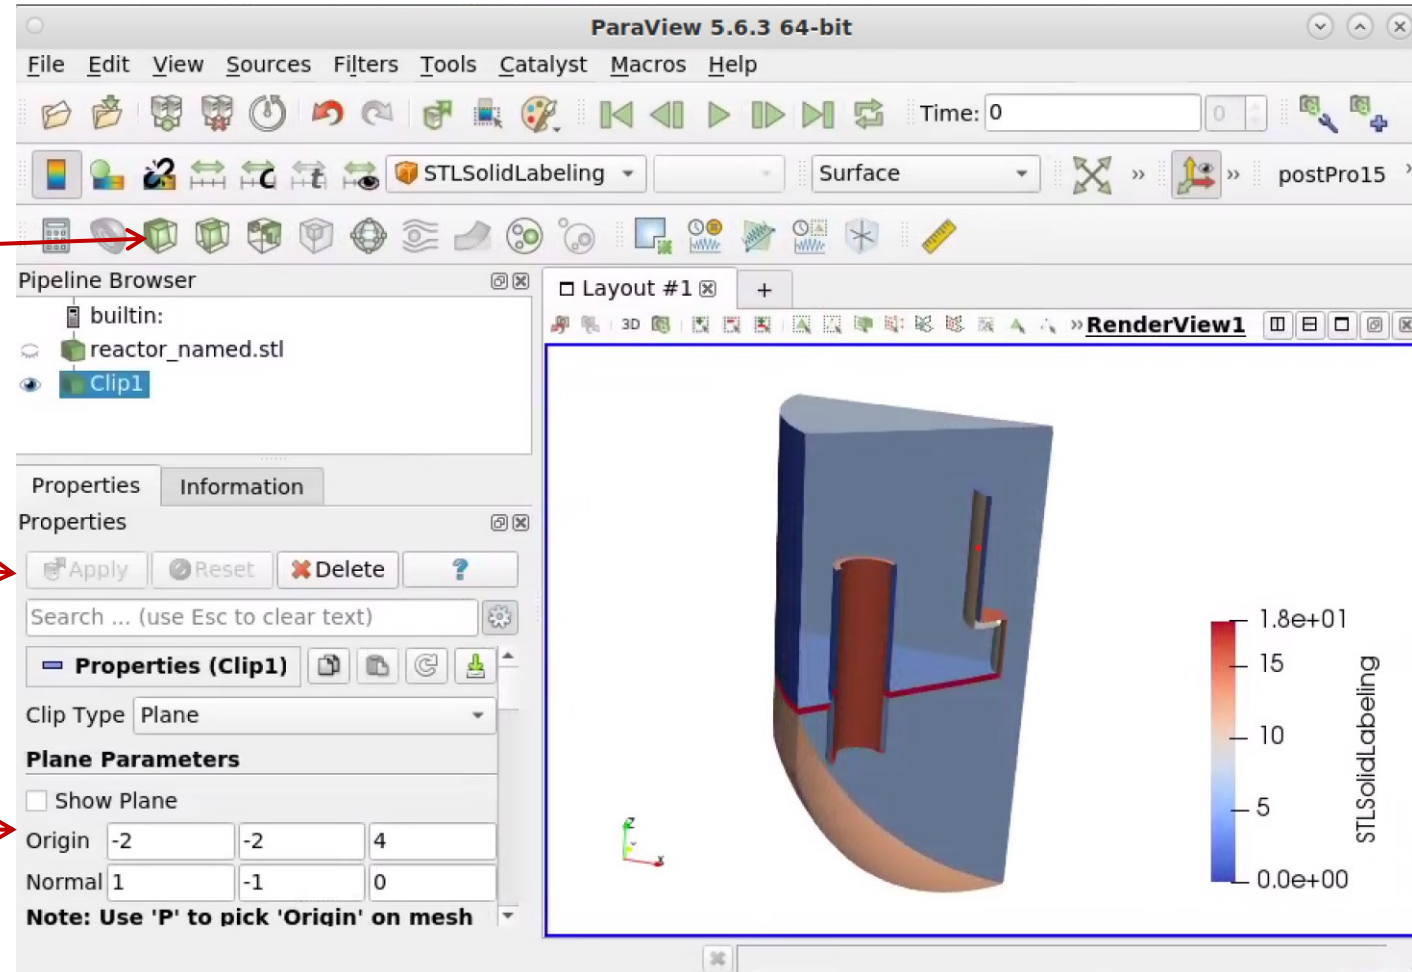 ParaView 5.6.3 64-bit
File Edit View Sources Filters Tools Catalyst Macros Help
Time: 0 0
STLSolidLabeling Surface » » postPro15 »
Pipeline Browser
Layout #1 +
builtin:
3D » RenderView1
reactor_named.stl
Clip1
Properties Information
Properties
Apply Reset Delete ?
Search ... (use Esc to clear text)
Properties (Clip1)
Clip Type Plane
Plane Parameters
Show Plane
Origin -2 -2 4
Normal 1 -1 0
Note: Use 'P' to pick 'Origin' on mesh
Z
X
1.8e+01
15
10
5
0.0e+00
STLSolidLabeling